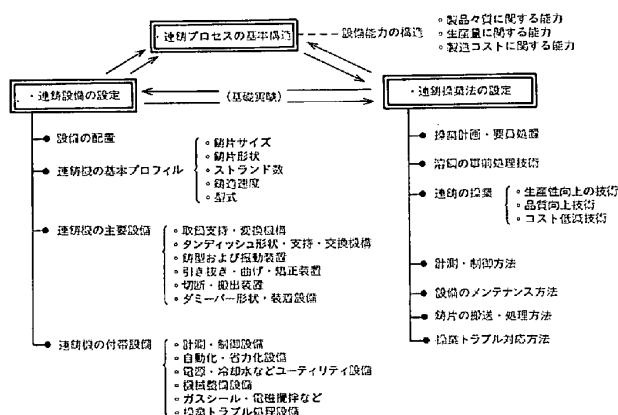 ・連鋳プロセスの基本構造
設備能力の構造
◦製品々質に関する能力
◦生産量に関する能力
◦製造コストに関する能力
・連鋳設備の設定
(基礎実験)
・連鋳操業法の設定
設備の配置
連鋳機の基本プロフィル
◦鋳片サイズ
◦鋳片形状
◦ストランド数
◦鋳造速度
◦型式
連鋳機の主要設備
◦取鍋支持・交換機構
◦タンディッシュ形状・支持・交換機構
◦鋳型および振動装置
◦引き抜き・曲げ・矯正装置
◦切断・搬出装置
◦ダミーバー形状・装着設備
連鋳機の付帯設備
◦計測・制御設備
◦自動化・省力化設備
◦電源・冷却水などユーティリティ設備
◦機械整備設備
◦ガスシール・電磁攪拌など
◦操業トラブル処理設備
操業計画・要員処置
溶鋼の事前処理技術
連鋳の操業
◦生産性向上の技術
◦品質向上技術
◦コスト低減技術
計測・制御方法
設備のメンテナンス方法
鋳片の搬送・処理方法
操業トラブル対応方法